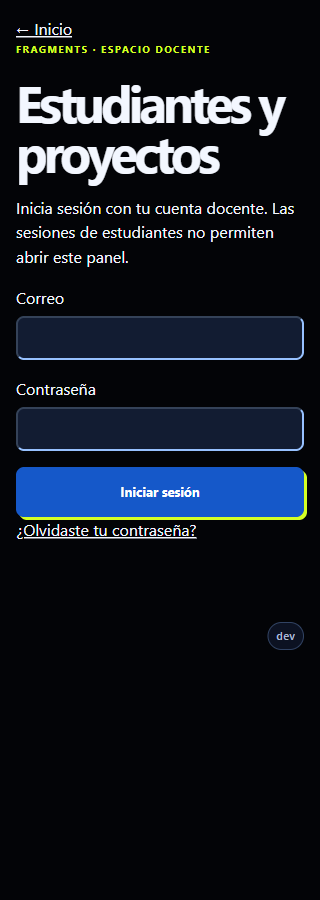 ← Inicio
FRAGMENTS · ESPACIO DOCENTE
Estudiantes y
proyectos
Inicia sesión con tu cuenta docente. Las
sesiones de estudiantes no permiten
abrir este panel.
Correo
Contraseña
Iniciar sesión
¿Olvidaste tu contraseña?
dev